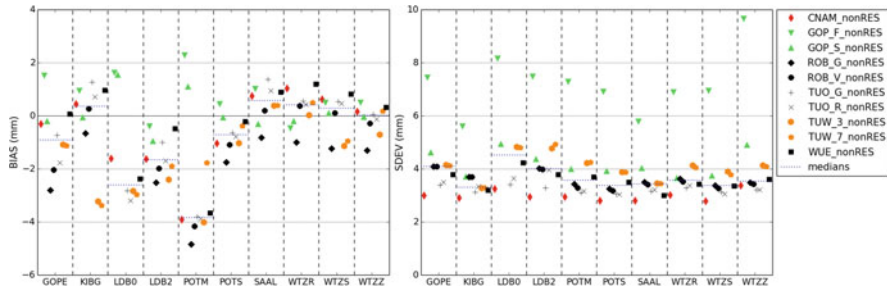 BIAS (mm)
4
2
0
−2
−4
−6
GOPE KIBG LDB0 LDB2 POTM POTS SAAL WTZR WTZS WTZZ
SDEV (mm)
10
8
6
4
2
0
GOPE KIBG LDB0 LDB2 POTM POTS SAAL WTZR WTZS WTZZ
CNAM_nonRES
GOP_F_nonRES
GOP_S_nonRES
ROB_G_nonRES
ROB_V_nonRES
TUO_G_nonRES
TUO_R_nonRES
TUW_3_nonRES
TUW_7_nonRES
WUE_nonRES
medians